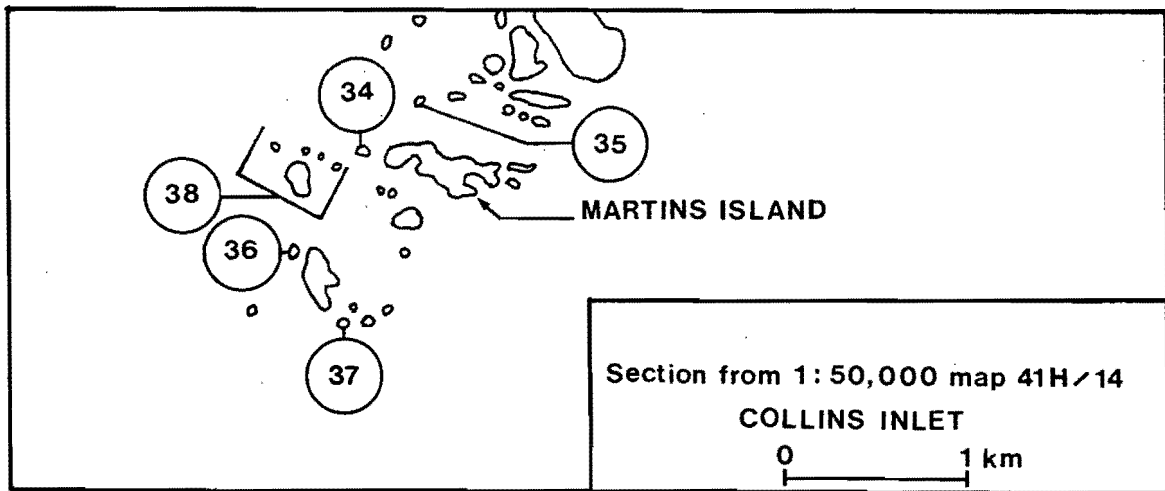 34
35
38
MARTINS ISLAND
36
37
Section from 1:50,000 map 41H/14
COLLINS INLET
0 1 km